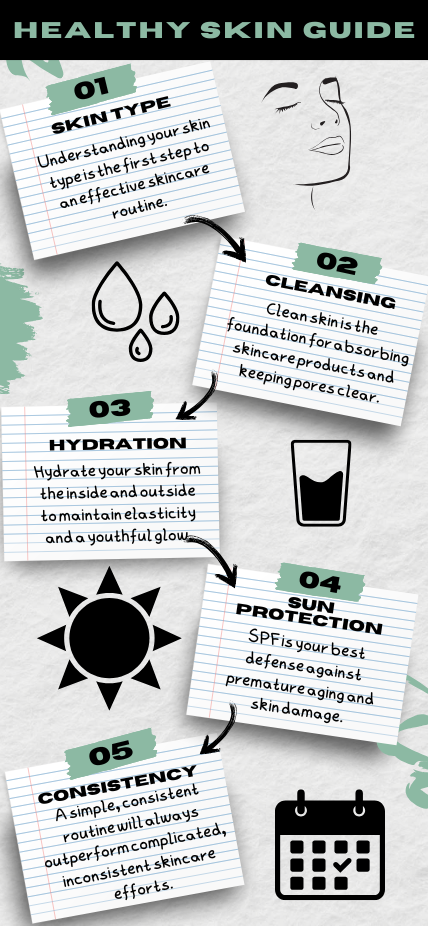 HEALTHY SKIN GUIDE
01
SKIN TYPE
Understanding your skin
type is the first step to
an effective skincare
routine.
02
CLEANSING
Clean skin is the
foundation for absorbing
skincare products and
keeping pores clear.
03
HYDRATION
Hydrate your skin from
the inside and outside
to maintain elasticity
and a youthful glow.
04
SUN
PROTECTION
SPF is your best
defense against
premature aging and
skin damage.
05
CONSISTENCY
A simple, consistent
routine will always
outperform complicated,
inconsistent skincare
efforts.